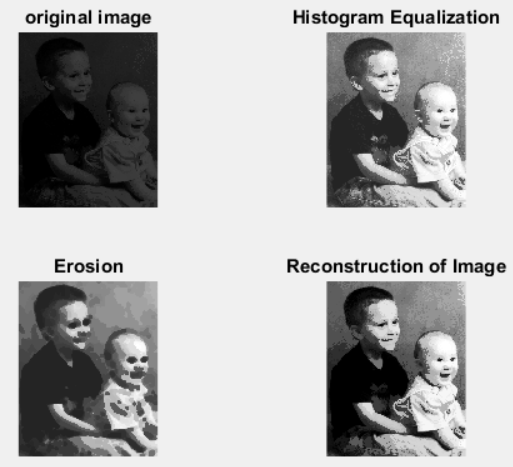 original image
Histogram Equalization
Erosion
Reconstruction of Image